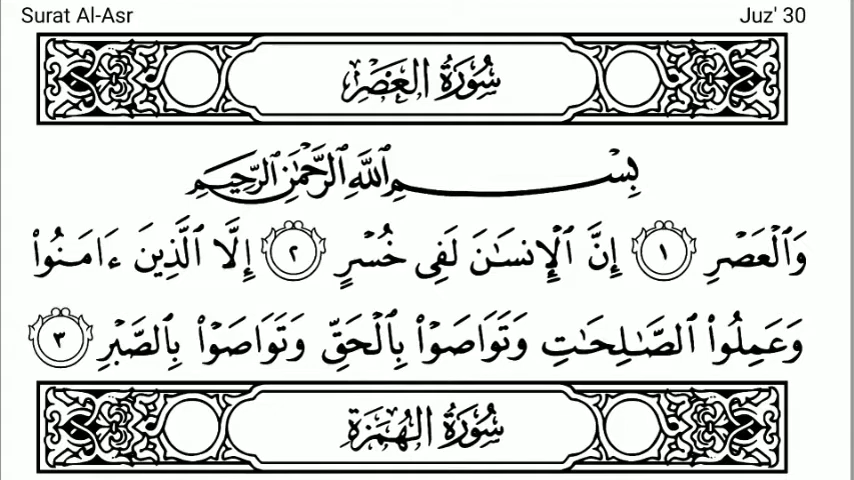 Surat Al-Asr Juz' 30
سُورَةُ العَصْرِ
بِسْمِ ٱللَّهِ ٱلرَّحْمَٰنِ ٱلرَّحِيمِ
وَٱلْعَصْرِ ١ إِنَّ ٱلْإِنسَٰنَ لَفِى خُسْرٍ ٢ إِلَّا ٱلَّذِينَ ءَامَنُوا۟
وَعَمِلُوا۟ ٱلصَّٰلِحَٰتِ وَتَوَاصَوْا۟ بِٱلْحَقِّ وَتَوَاصَوْا۟ بِٱلصَّبْرِ ٣
سُورَةُ الهُمَزَةِ